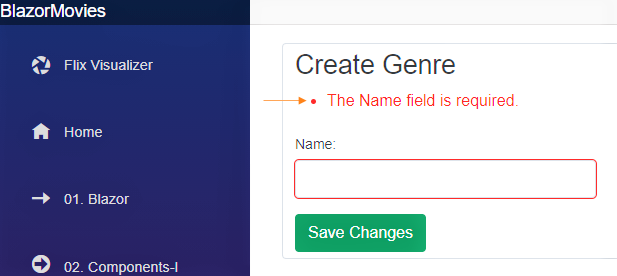 BlazorMovies
Flix Visualizer
Home
01. Blazor
02. Components-I
Create Genre
The Name field is required.
Name:
Save Changes